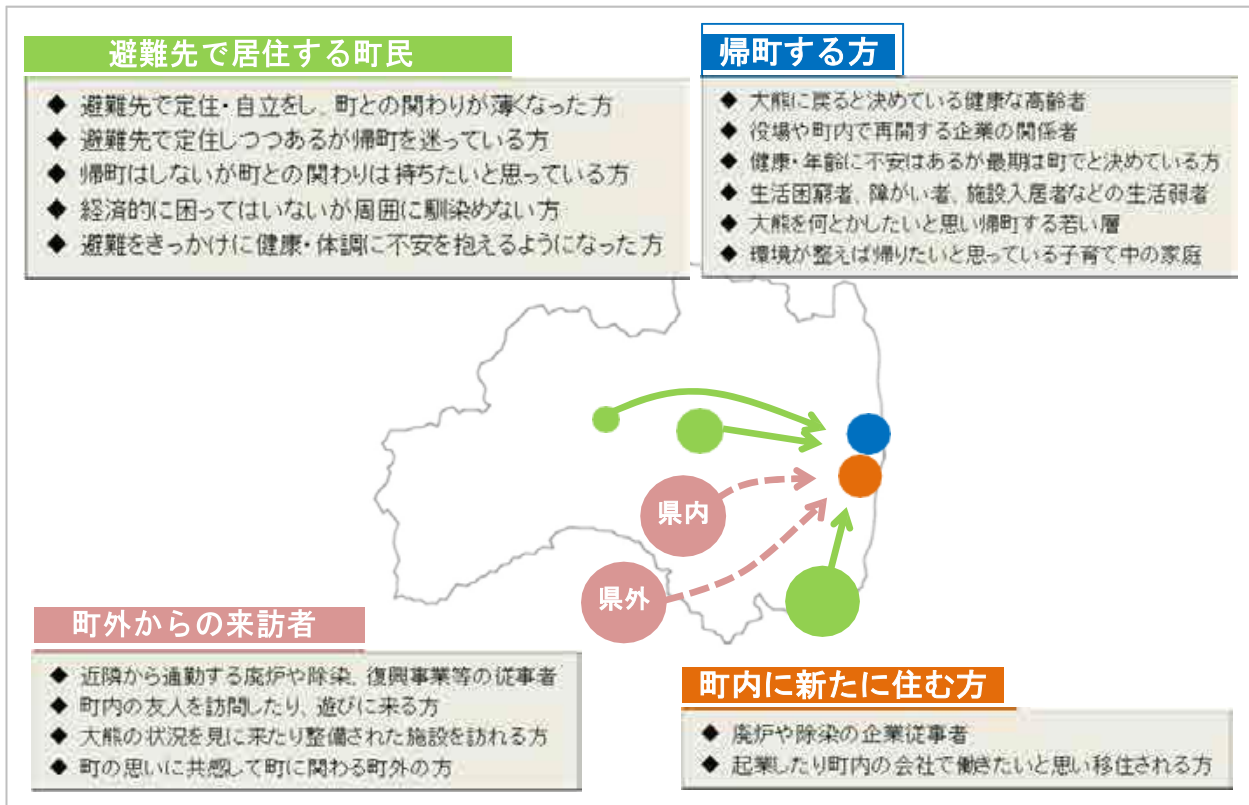 避難先で居住する町民
◆ 避難先で定住・自立をし、町との関わりが薄くなった方
◆ 避難先で定住しつつあるが帰町を迷っている方
◆ 帰町はしないが町との関わりは持ちたいと思っている方
◆ 経済的に困ってはいないが周囲に馴染めない方
◆ 避難をきっかけに健康・体調に不安を抱えるようになった方
帰町する方
◆ 大熊に戻ると決めている健康な高齢者
◆ 役場や町内で再開する企業の関係者
◆ 健康・年齢に不安はあるが最期は町でと決めている方
◆ 生活困窮者、障がい者、施設入居者などの生活弱者
◆ 大熊を何とかしたいと思い帰町する若い層
◆ 環境が整えば帰りたいと思っている子育て中の家庭
県内
県外
町外からの来訪者
◆ 近隣から通勤する廃炉や除染、復興事業等の従事者
◆ 町内の友人を訪問したり、遊びに来る方
◆ 大熊の状況を見に来たり整備された施設を訪れる方
◆ 町の思いに共感して町に関わる町外の方
町内に新たに住む方
◆ 廃炉や除染の企業従事者
◆ 起業したり町内の会社で働きたいと思い移住される方